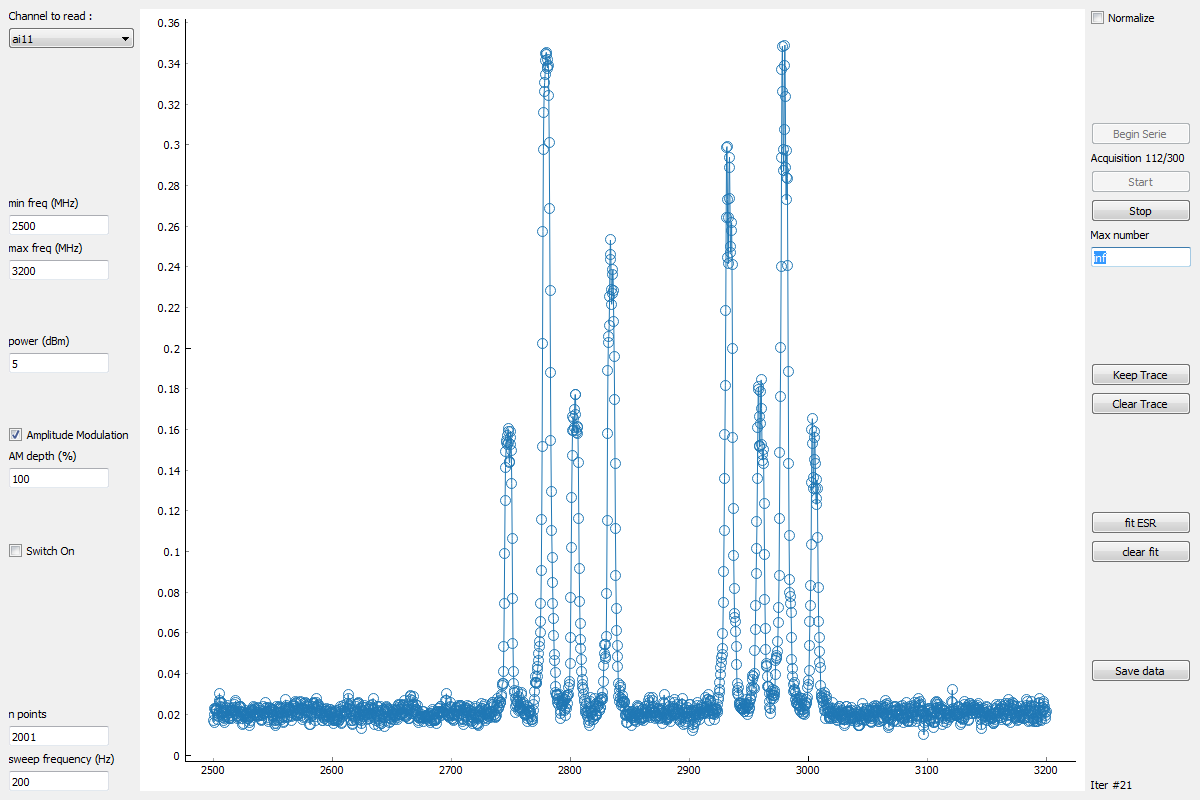 Channel to read :
ai11
min freq (MHz)
2500
max freq (MHz)
3200
power (dBm)
5
Amplitude Modulation
AM depth (%)
100
Switch On
n points
2001
sweep frequency (Hz)
200
0.36
0.34
0.32
0.3
0.28
0.26
0.24
0.22
0.2
0.18
0.16
0.14
0.12
0.1
0.08
0.06
0.04
0.02
0
2500 2600 2700 2800 2900 3000 3100 3200
Normalize
Begin Serie
Acquisition 112/300
Start
Stop
Max number
inf
Keep Trace
Clear Trace
fit ESR
clear fit
Save data
Iter #21